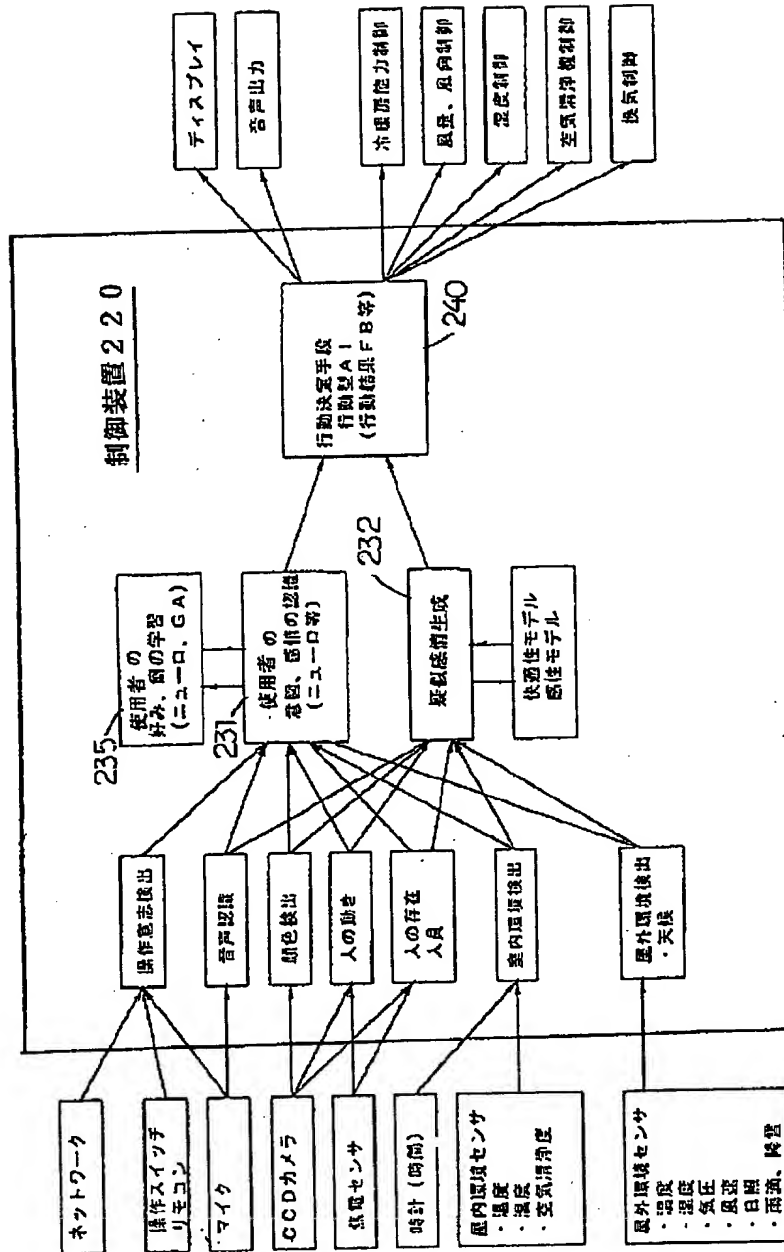 制御装置220
ネットワーク
操作スイッチ
リモコン
マイク
CCDカメラ
焦電センサ
時計(時間)
屋内環境センサ
・温度
・湿度
・空気清浄度
屋外環境センサ
・温度
・湿度
・気圧
・風速
・日照
・雨滴、降雪
操作意志検出
音声認識
顔色検出
人の動き
人の存在
人員
室内環境検出
屋外環境検出
・天候
235
使用者の
好み、個の学習
(ニューロ、GA)
231
使用者の
意図、感情の認識
(ニューロ等)
232
疑似感情生成
快適性モデル
感性モデル
行動決定手段
行動型AI
(行動結果FB等)
240
ディスプレイ
音声出力
冷暖房能力制御
風量、風向制御
湿度制御
空気清浄機制御
換気制御